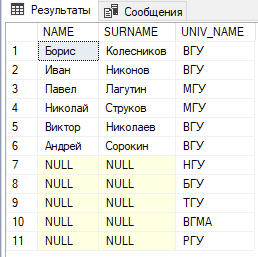 Результаты Сообщения
NAME SURNAME UNIV_NAME
1 Борис Колесников ВГУ
2 Иван Никонов ВГУ
3 Павел Лагутин МГУ
4 Николай Струков МГУ
5 Виктор Николаев ВГУ
6 Андрей Сорокин ВГУ
7 NULL NULL НГУ
8 NULL NULL БГУ
9 NULL NULL ТГУ
10 NULL NULL ВГМА
11 NULL NULL РГУ